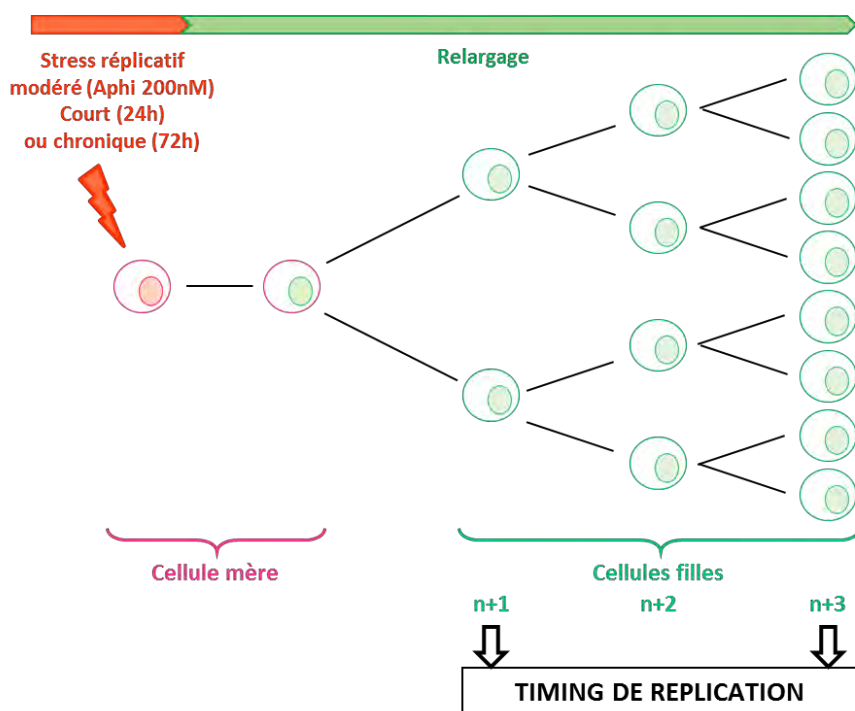 Stress réplicatif
modéré (Aphi 200nM)
Court (24h)
ou chronique (72h)
Relargage
Cellule mère
Cellules filles
n+1
n+2
n+3
TIMING DE REPLICATION